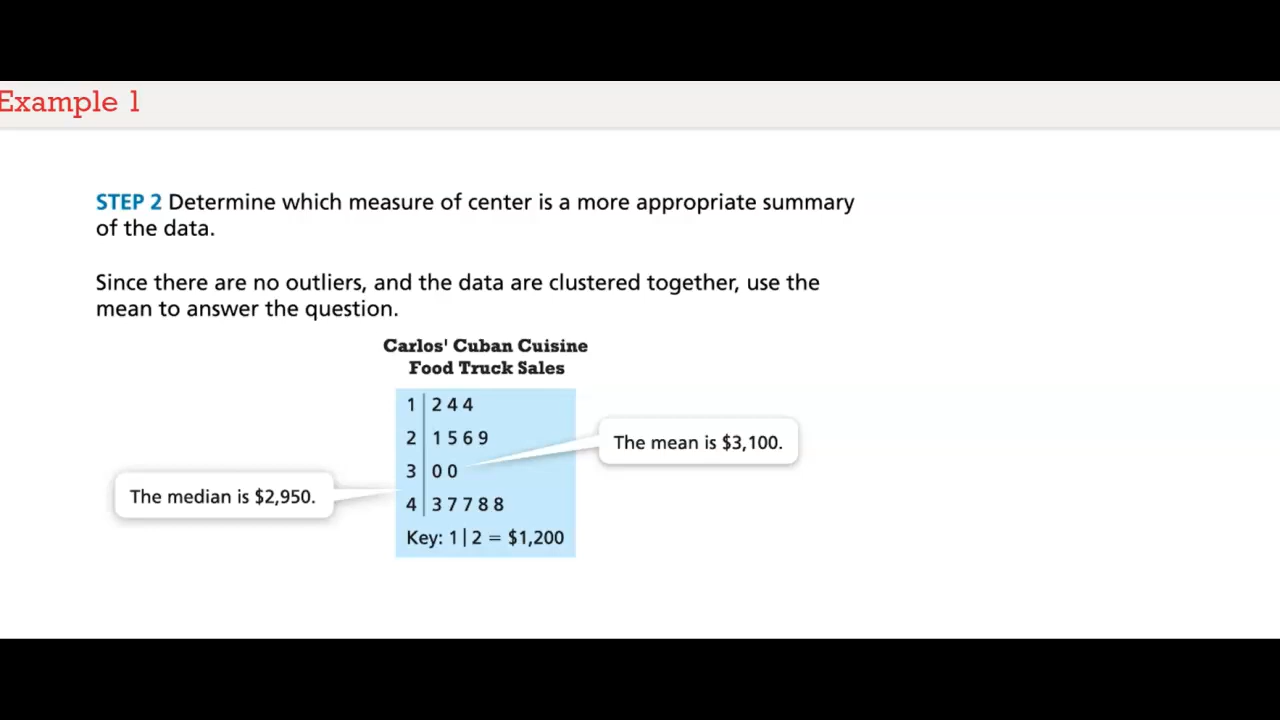 Example 1
STEP 2 Determine which measure of center is a more appropriate summary
of the data.
Since there are no outliers, and the data are clustered together, use the
mean to answer the question.
Carlos' Cuban Cuisine
Food Truck Sales
1 | 2 4 4
2 | 1 5 6 9
3 | 0 0
4 | 3 7 7 8 8
Key: 1 | 2 = $1,200
The mean is $3,100.
The median is $2,950.